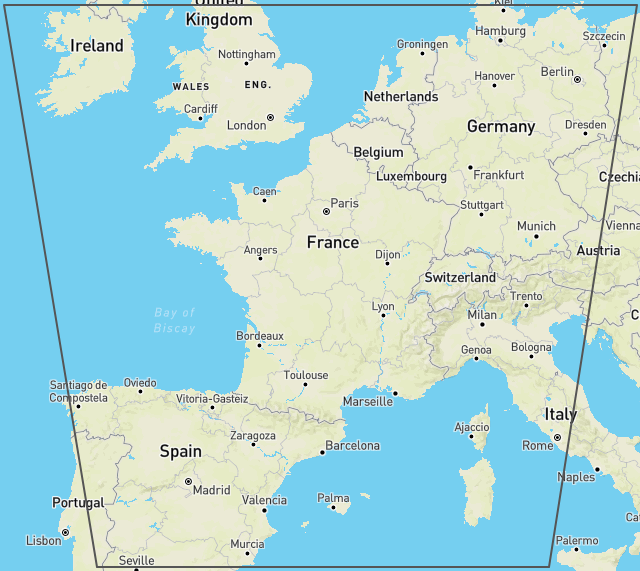 United
Kingdom
Kiel
Ireland
Hamburg
Szczecin
Groningen
Nottingham
Hanover
Berlin
WALES
ENG.
Netherlands
Cardiff
London
Germany
Dresden
Belgium
Luxembourg
Frankfurt
Czechi
Caen
Paris
Stuttgart
Munich
Vienna
France
Angers
Dijon
Austria
Switzerland
Trento
Bay of
Biscay
Lyon
Milan
Bordeaux
Genoa
Bologna
Toulouse
Santiago de
Compostela
Oviedo
Vitoria-Gasteiz
Marseille
Italy
Ajaccio
Zaragoza
Barcelona
Rome
Spain
Naples
Madrid
Palma
Valencia
Portugal
Lisbon
Murcia
Palermo
Seville
Ca
C